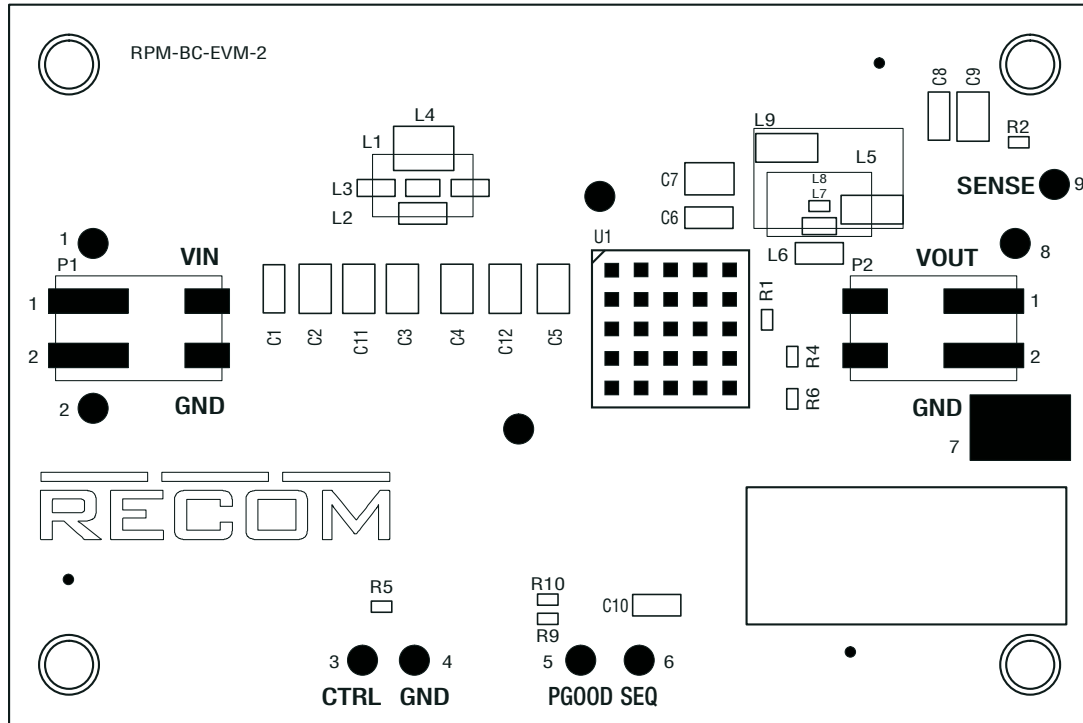 RPM-BC-EVM-2
C8
C9
L4
L9
L1
R2
L3
L2
C7
C6
L8
L7
L5
SENSE
9
1
P1
VIN
U1
L6
P2
VOUT
8
1
2
C1
C2
C11
C3
C4
C12
C5
R1
R4
R6
1
2
2
GND
GND
7
RECOM
R5
R10
R9
C10
3
4
5
6
CTRL
GND
PGOOD
SEQ